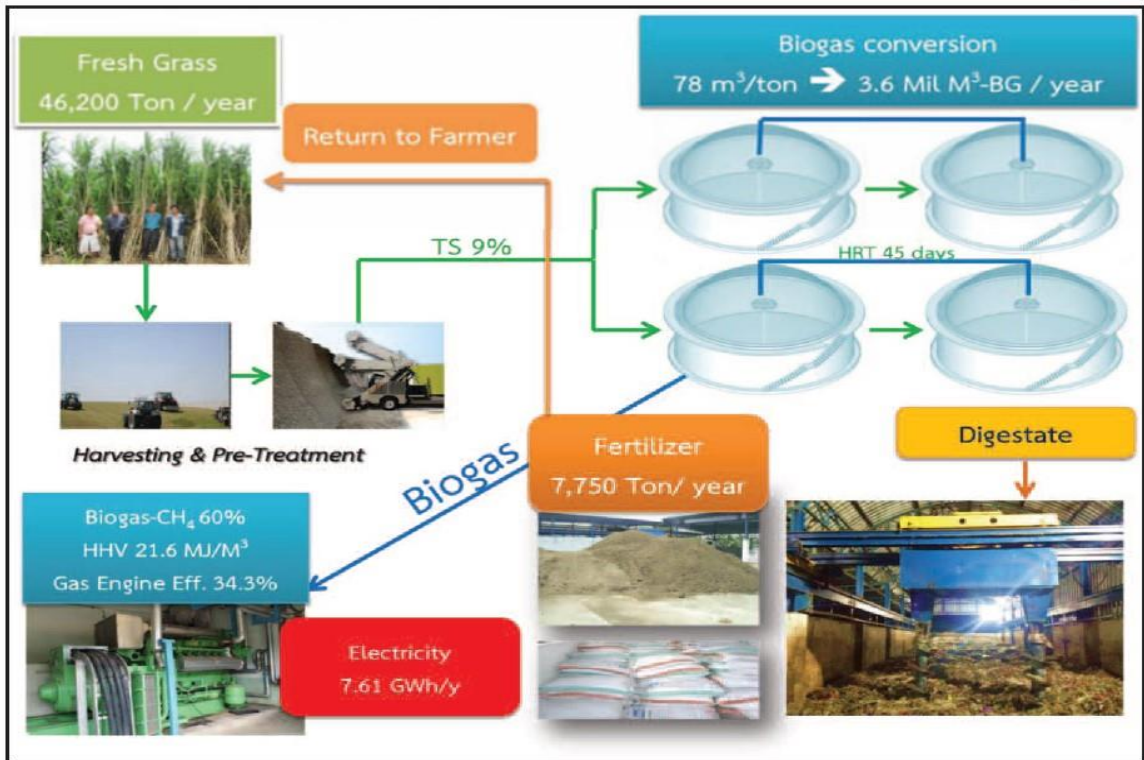 Fresh Grass
46,200 Ton / year
Return to Farmer
Biogas conversion
78 m³/ton ➔ 3.6 Mil M³-BG / year
TS 9%
HRT 45 days
Harvesting & Pre-Treatment
Biogas
Fertilizer
7,750 Ton/ year
Digestate
Biogas-CH₄ 60%
HHV 21.6 MJ/M³
Gas Engine Eff. 34.3%
Electricity
7.61 GWh/y